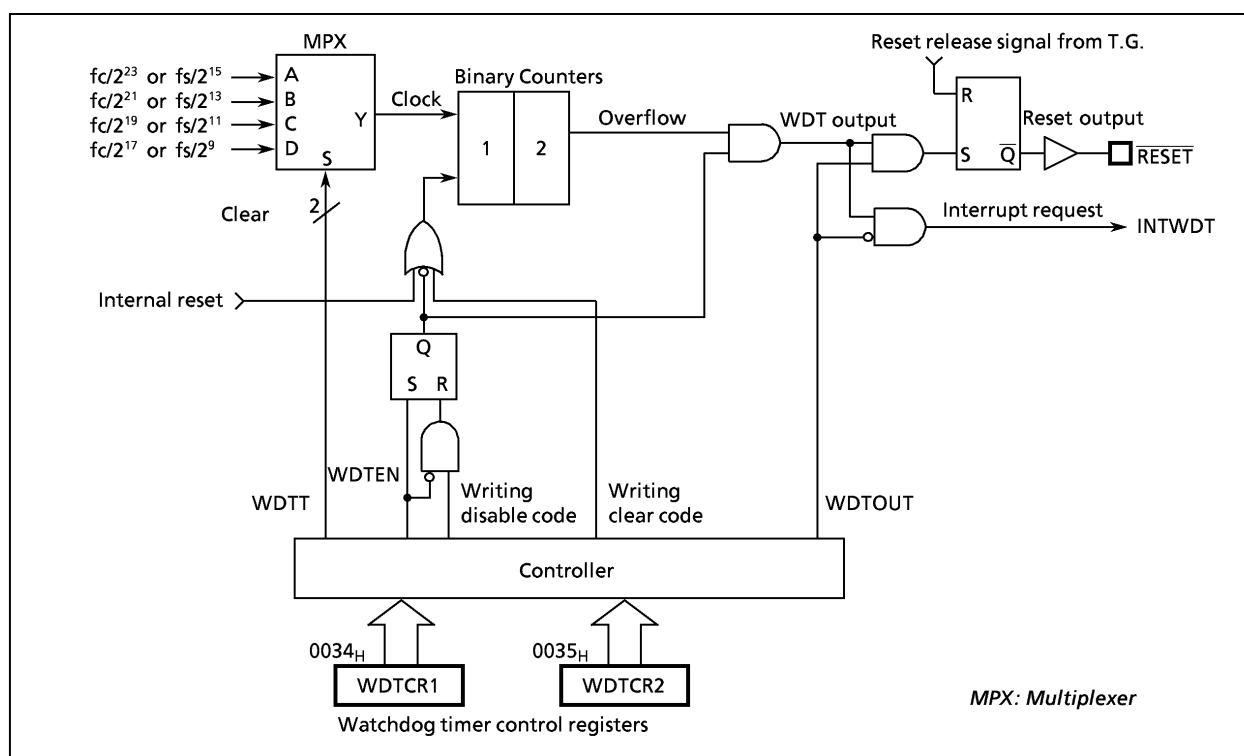 MPX
Reset release signal from T.G.
fc/2²³ or fs/2¹⁵
fc/2²¹ or fs/2¹³
fc/2¹⁹ or fs/2¹¹
fc/2¹⁷ or fs/2⁹
A
B
C
D
Y
S
Clock
Binary Counters
1
2
Overflow
WDT output
R
S
Q̅
Reset output
R̅E̅S̅E̅T̅
2
Clear
Interrupt request
INTWDT
Internal reset
Q
S R
WDTEN
WDTT
Writing
disable code
Writing
clear code
WDTOUT
Controller
0034H
0035H
WDTCR1
WDTCR2
Watchdog timer control registers
MPX: Multiplexer